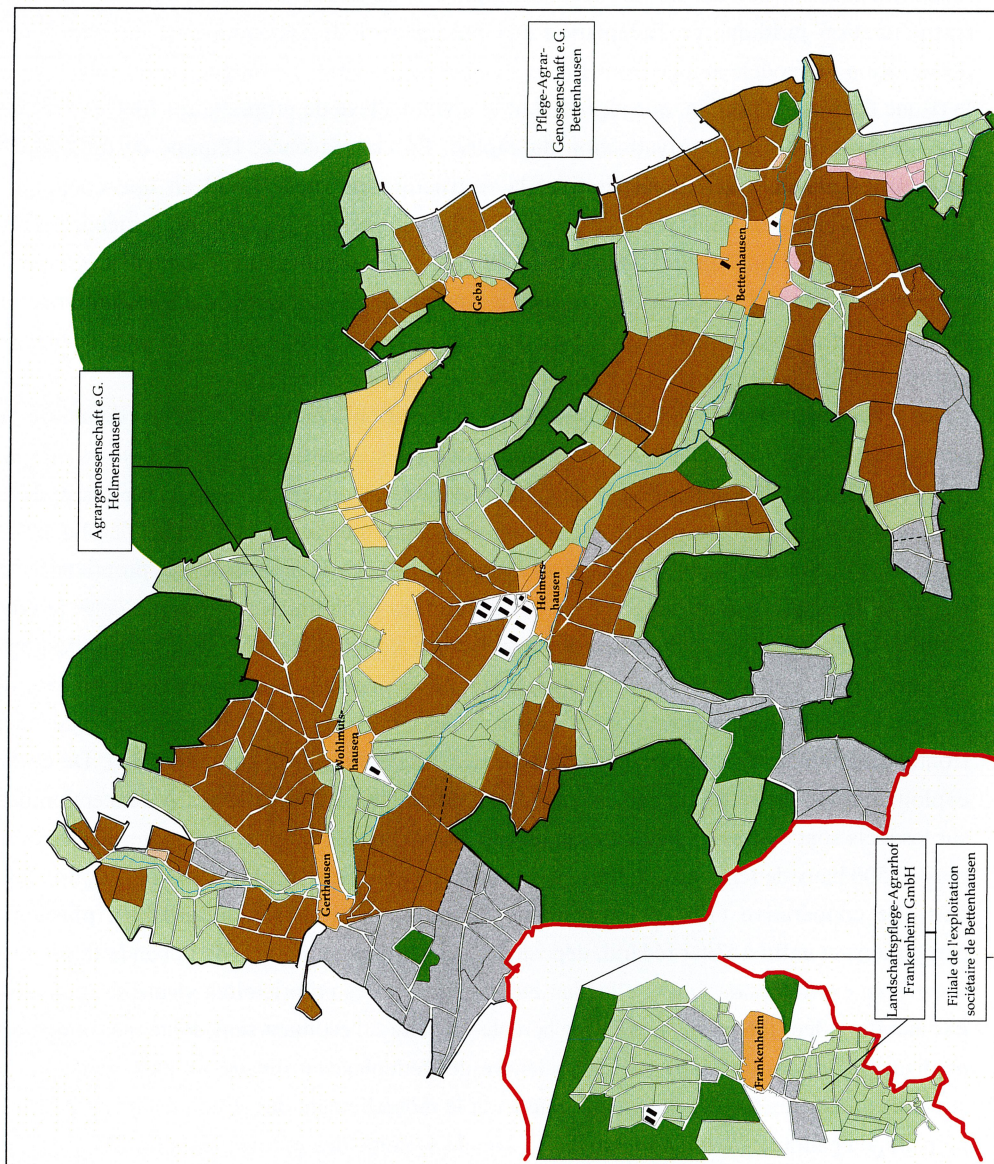 Agrargenossenschaft e.G.
Helmershausen
Pflege-Agrar-
Genossenschaft e.G.
Bettenhausen
Geba
Bettenhausen
Helmers-
hausen
Wohlmuts-
hausen
Gerthausen
Frankenheim
Landschaftspflege-Agrarhof
Frankenheim GmbH
Filiale de l'exploitation
sociétaire de Bettenhausen